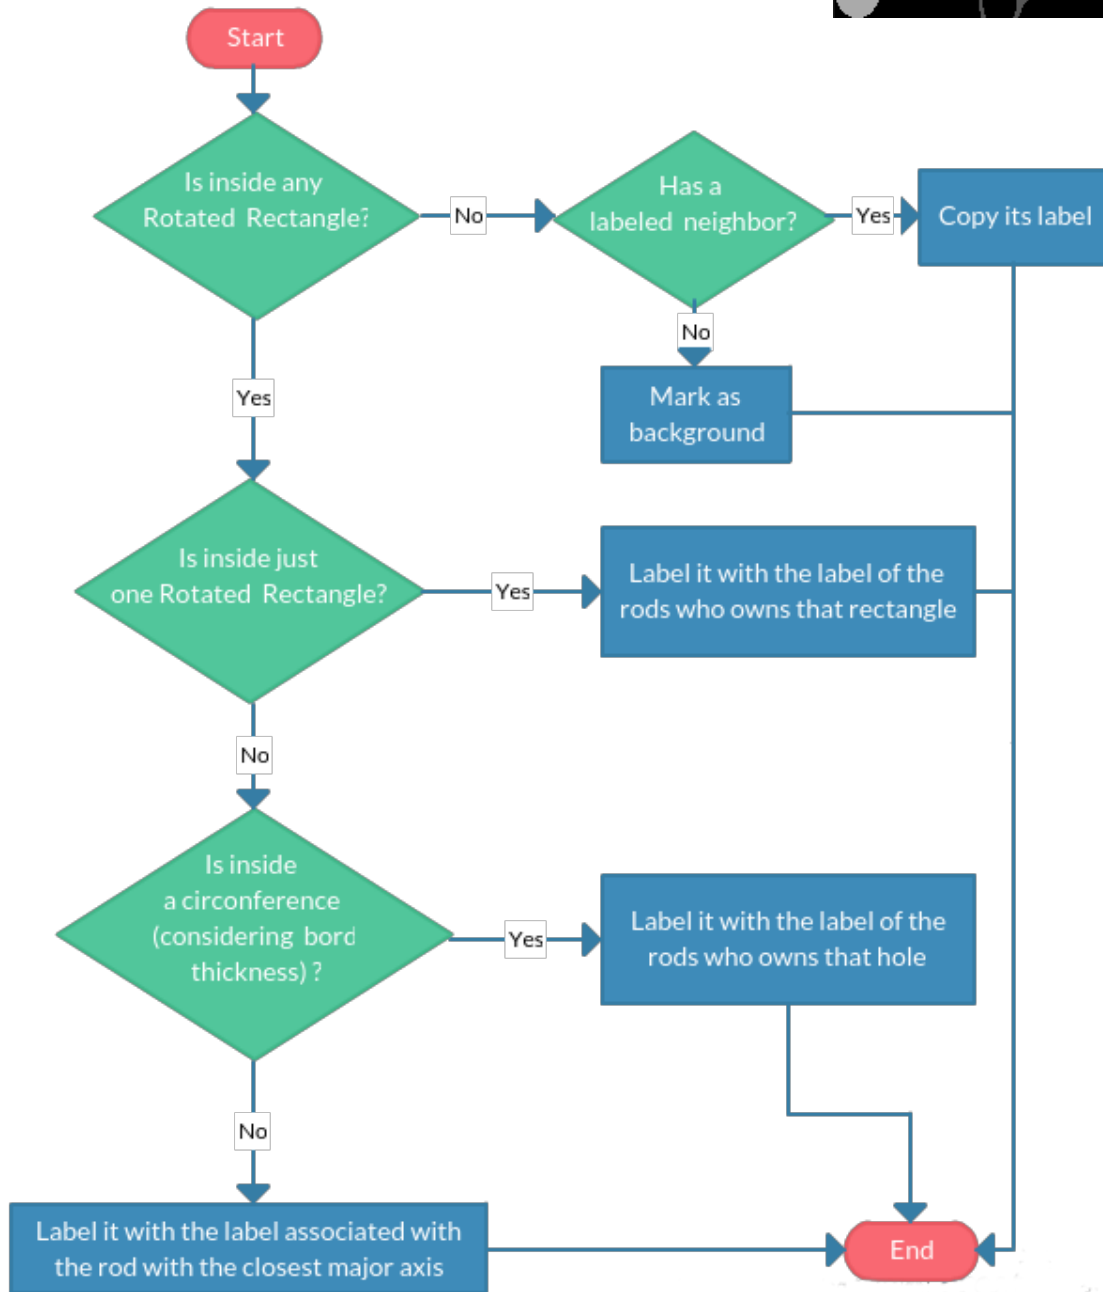 Start
Is inside any
Rotated Rectangle?
No
Has a
labeled neighbor?
Yes
Copy its label
No
Mark as
background
Yes
Is inside just
one Rotated Rectangle?
Yes
Label it with the label of the
rods who owns that rectangle
No
Is inside
a circonference
(considering bord
thickness) ?
Yes
Label it with the label of the
rods who owns that hole
No
Label it with the label associated with
the rod with the closest major axis
End